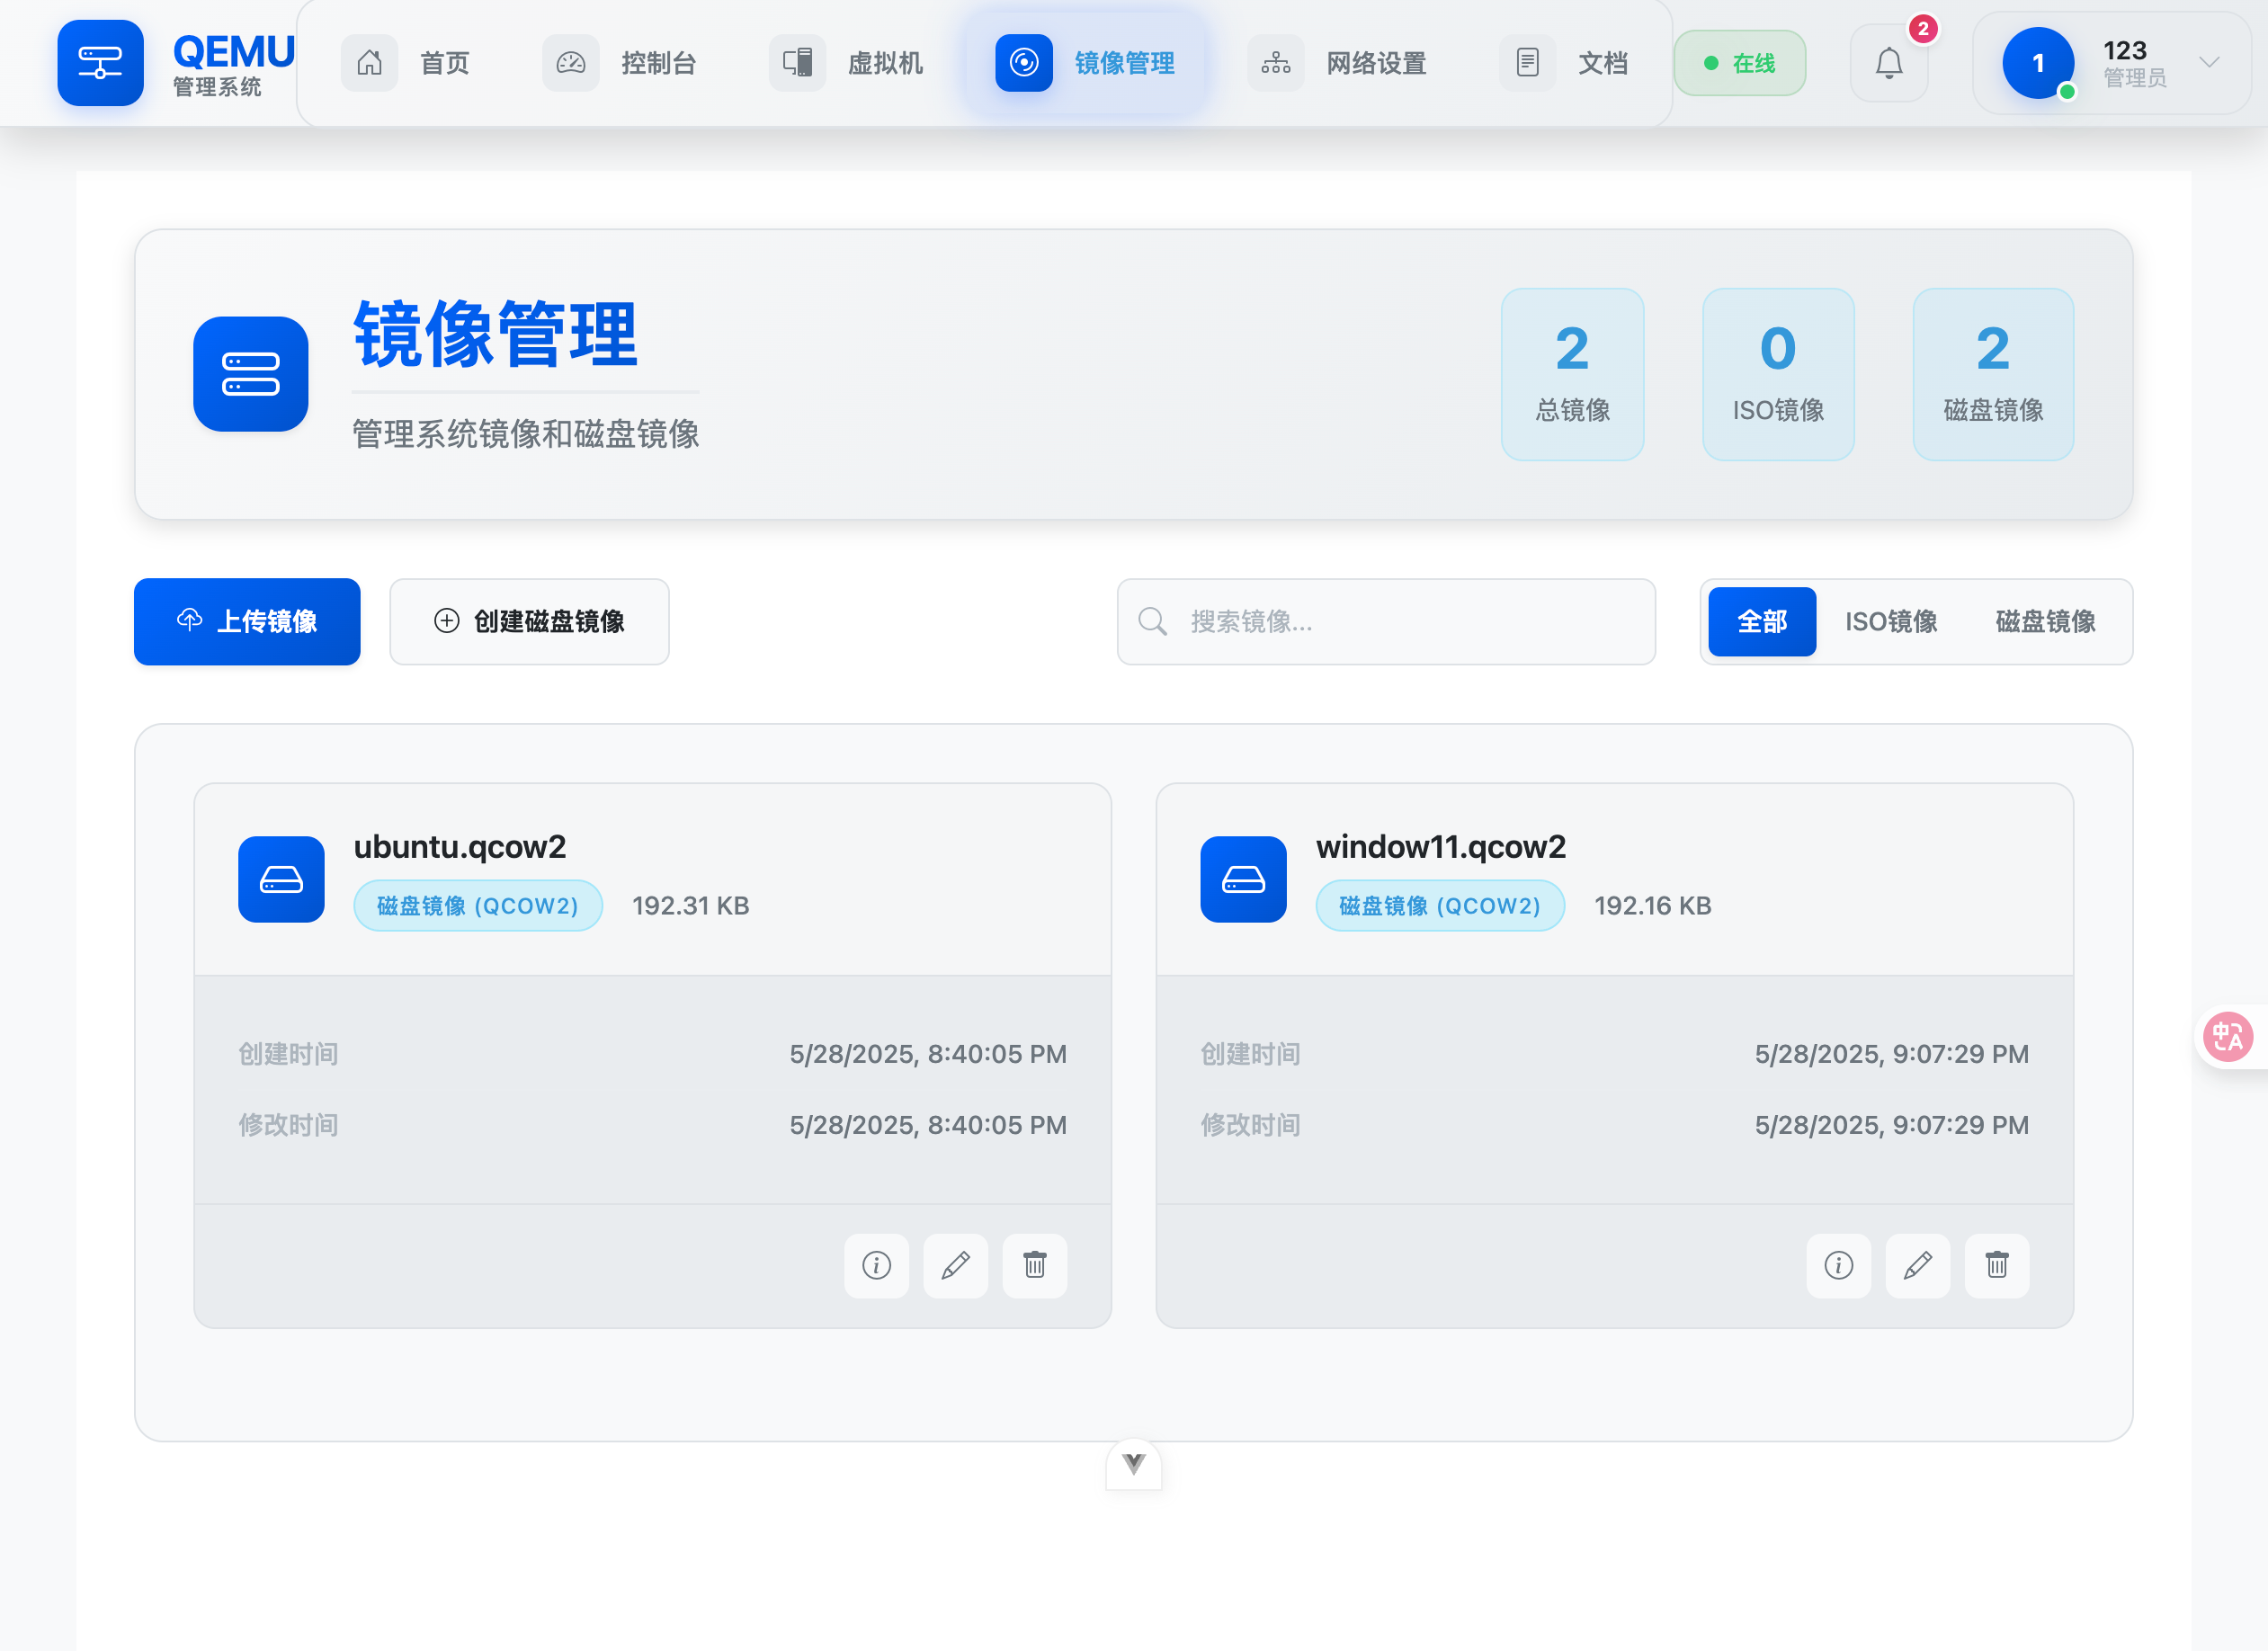 QEMU
管理系统
首页
控制台
虚拟机
镜像管理
网络设置
文档
在线
2
1
123
管理员
镜像管理
管理系统镜像和磁盘镜像
2
总镜像
0
ISO镜像
2
磁盘镜像
上传镜像
创建磁盘镜像
搜索镜像...
全部
ISO镜像
磁盘镜像
ubuntu.qcow2
磁盘镜像 (QCOW2)
192.31 KB
创建时间
5/28/2025, 8:40:05 PM
修改时间
5/28/2025, 8:40:05 PM
window11.qcow2
磁盘镜像 (QCOW2)
192.16 KB
创建时间
5/28/2025, 9:07:29 PM
修改时间
5/28/2025, 9:07:29 PM
中A